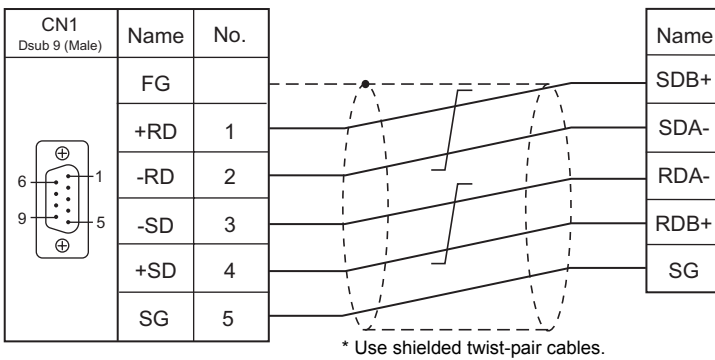 CN1
Dsub 9 (Male)
Name
No.
Name
FG
SDB+
+RD
1
SDA-
-RD
2
RDA-
-SD
3
RDB+
+SD
4
SG
SG
5
6
1
9
5
* Use shielded twist-pair cables.